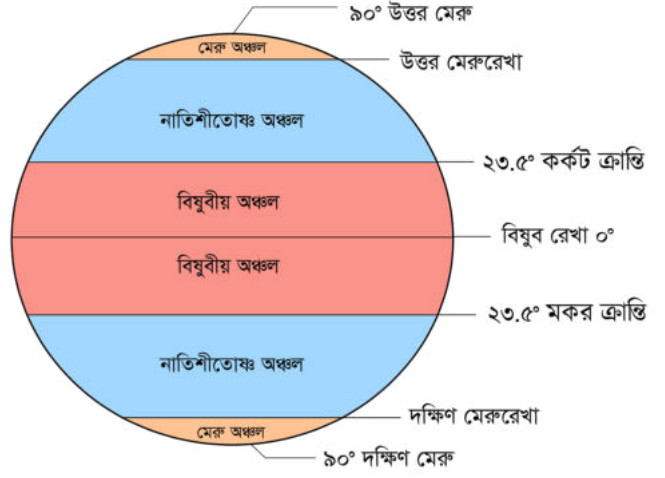 ৯০° উত্তর মেরু
মেরু অঞ্চল
উত্তর মেরুরেখা
নাতিশীতোষ্ণ অঞ্চল
২৩.৫° কর্কট ক্রান্তি
বিষুবীয় অঞ্চল
বিষুব রেখা ০°
বিষুবীয় অঞ্চল
২৩.৫° মকর ক্রান্তি
নাতিশীতোষ্ণ অঞ্চল
দক্ষিণ মেরুরেখা
মেরু অঞ্চল
৯০° দক্ষিণ মেরু